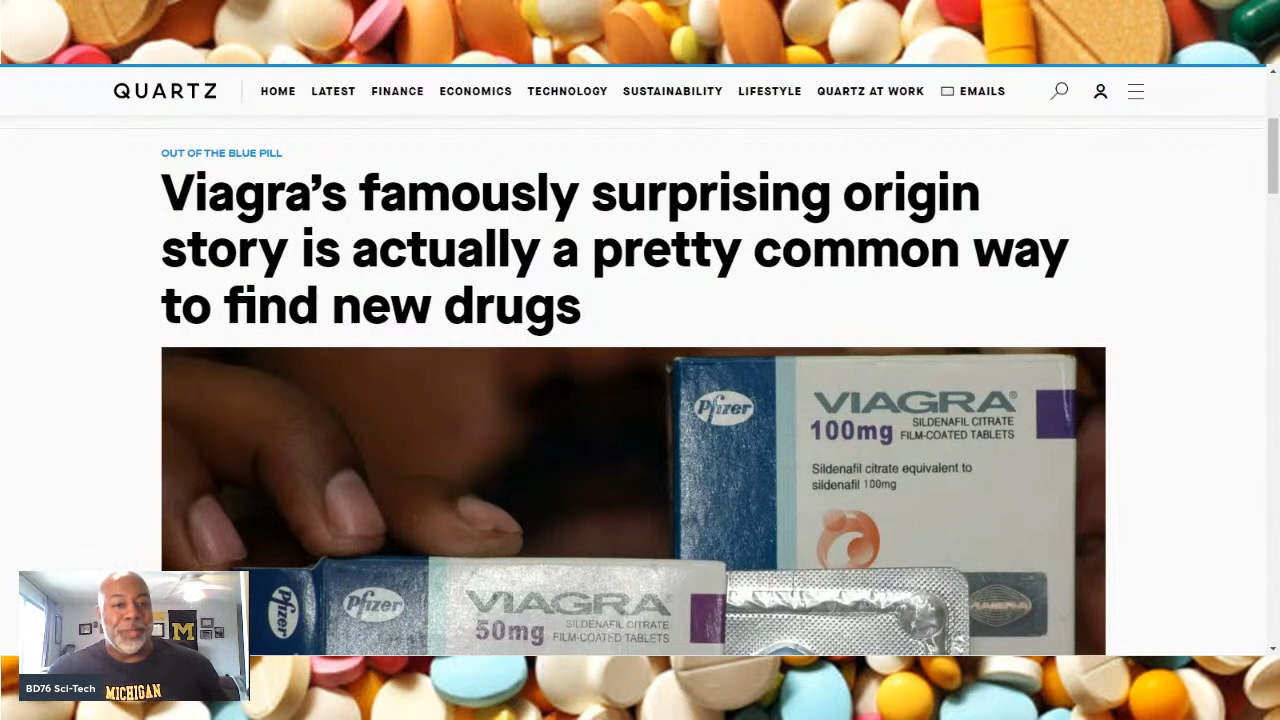 QUARTZ
HOME LATEST FINANCE ECONOMICS TECHNOLOGY SUSTAINABILITY LIFESTYLE QUARTZ AT WORK EMAILS
OUT OF THE BLUE PILL
Viagra’s famously surprising origin
story is actually a pretty common way
to find new drugs
Pfizer
VIAGRA®
SILDENAFIL CITRATE
100mg FILM-COATED TABLETS
Sildenafil citrate equivalent to
sildenafil 100mg
Pfizer
Pfizer
VIAGRA®
SILDENAFIL CITRATE
50mg FILM-COATED TABLETS
M
BD76 Sci-Tech
MICHIGAN